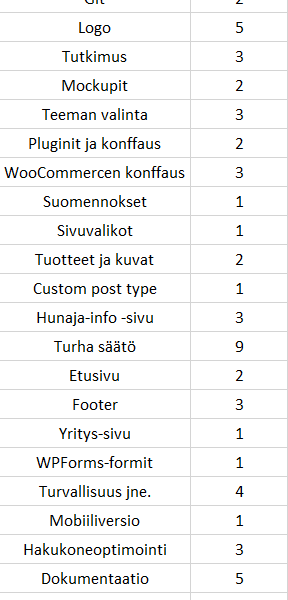 Git 2
Logo 5
Tutkimus 3
Mockupit 2
Teeman valinta 3
Pluginit ja konffaus 2
WooCommercen konffaus 3
Suomennokset 1
Sivuvalikot 1
Tuotteet ja kuvat 2
Custom post type 1
Hunaja-info -sivu 3
Turha säätö 9
Etusivu 2
Footer 3
Yritys-sivu 1
WPForms-formit 1
Turvallisuus jne. 4
Mobiiliversio 1
Hakukoneoptimointi 3
Dokumentaatio 5